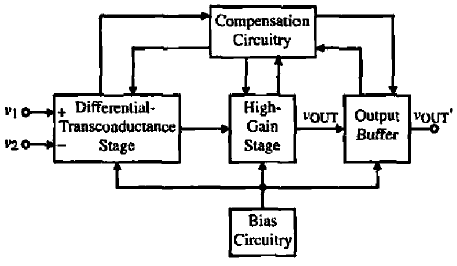 Compensation
Circuitry
v1
+
Differential-
Transconductance
Stage
v2
−
High-
Gain
Stage
vOUT
Output
Buffer
vOUT'
Bias
Circuitry